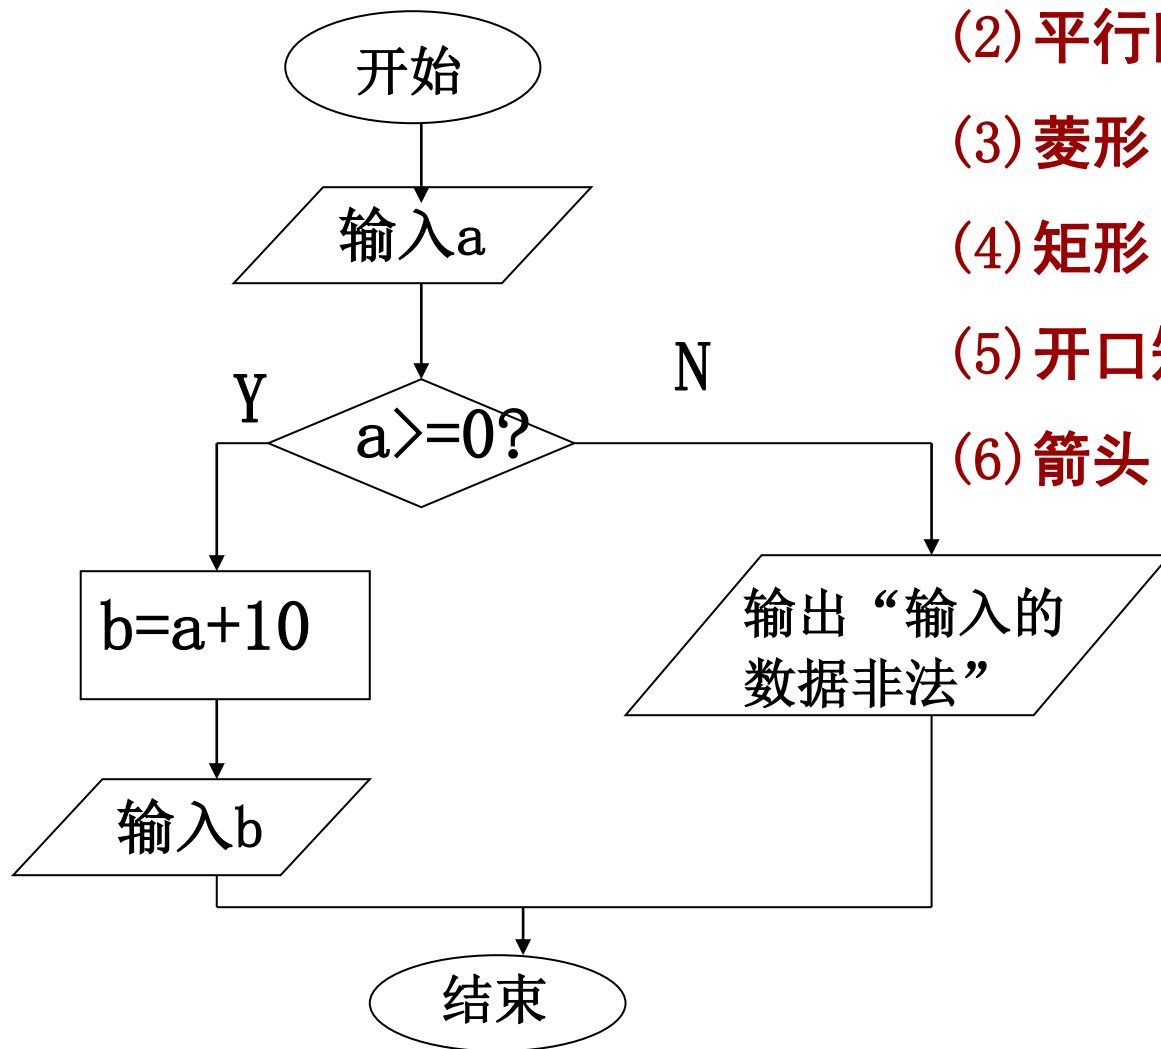 开始
输入a
Y
N
a>=0?
b=a+10
输出“输入的
数据非法”
输入b
结束
(2)平行
(3)菱形
(4)矩形
(5)开口
(6)箭头